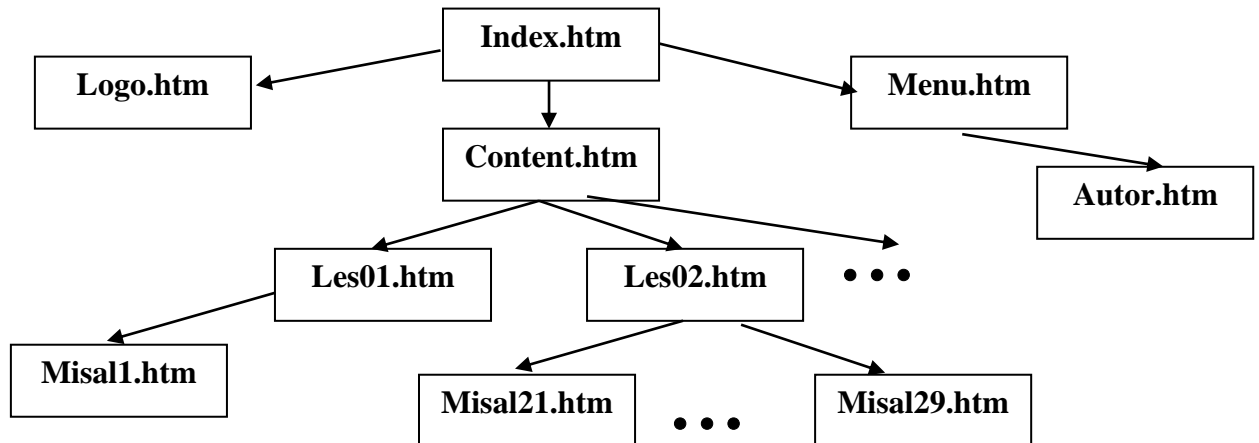 Index.htm
Logo.htm
Menu.htm
Content.htm
Autor.htm
Les01.htm
Les02.htm
• • •
Misal1.htm
Misal21.htm
• • •
Misal29.htm